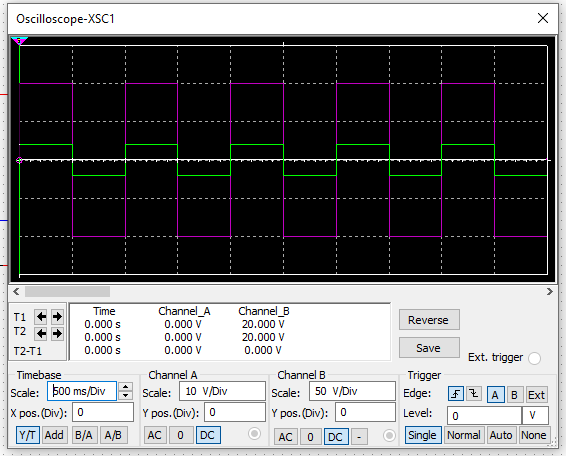 Oscilloscope-XSC1
T1
T2
T2-T1
Time Channel_A Channel_B
0.000 s 0.000 V 20.000 V
0.000 s 0.000 V 20.000 V
0.000 s 0.000 V 0.000 V
Reverse
Save
Ext. trigger
Timebase
Scale: 500 ms/Div
X pos.(Div): 0
Y/T Add B/A A/B
Channel A
Scale: 10 V/Div
Y pos.(Div): 0
AC 0 DC
Channel B
Scale: 50 V/Div
Y pos.(Div): 0
AC 0 DC -
Trigger
Edge: A B Ext
Level: 0 V
Single Normal Auto None